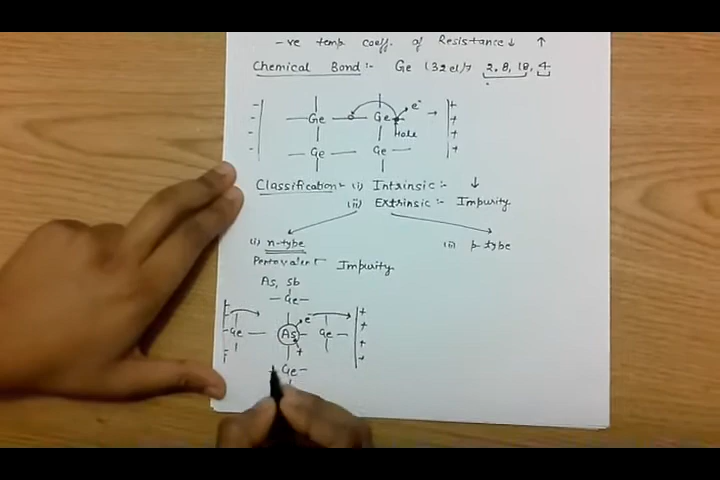 -ve temp coeff. of Resistance ↓ ↑
Chemical Bond :- Ge (32 el) → 2, 8, 18, 4
e⁻
- Ge Ge → +
- +
- Hole +
- Ge Ge +
Classification :- (i) Intrinsic :- ↓
(ii) Extrinsic :- Impurity
(i) n-type (ii) p-type
Pentavalent Impurity
As, Sb
Ge
e⁻ +
Ge As Ge +
+ +
Ge +